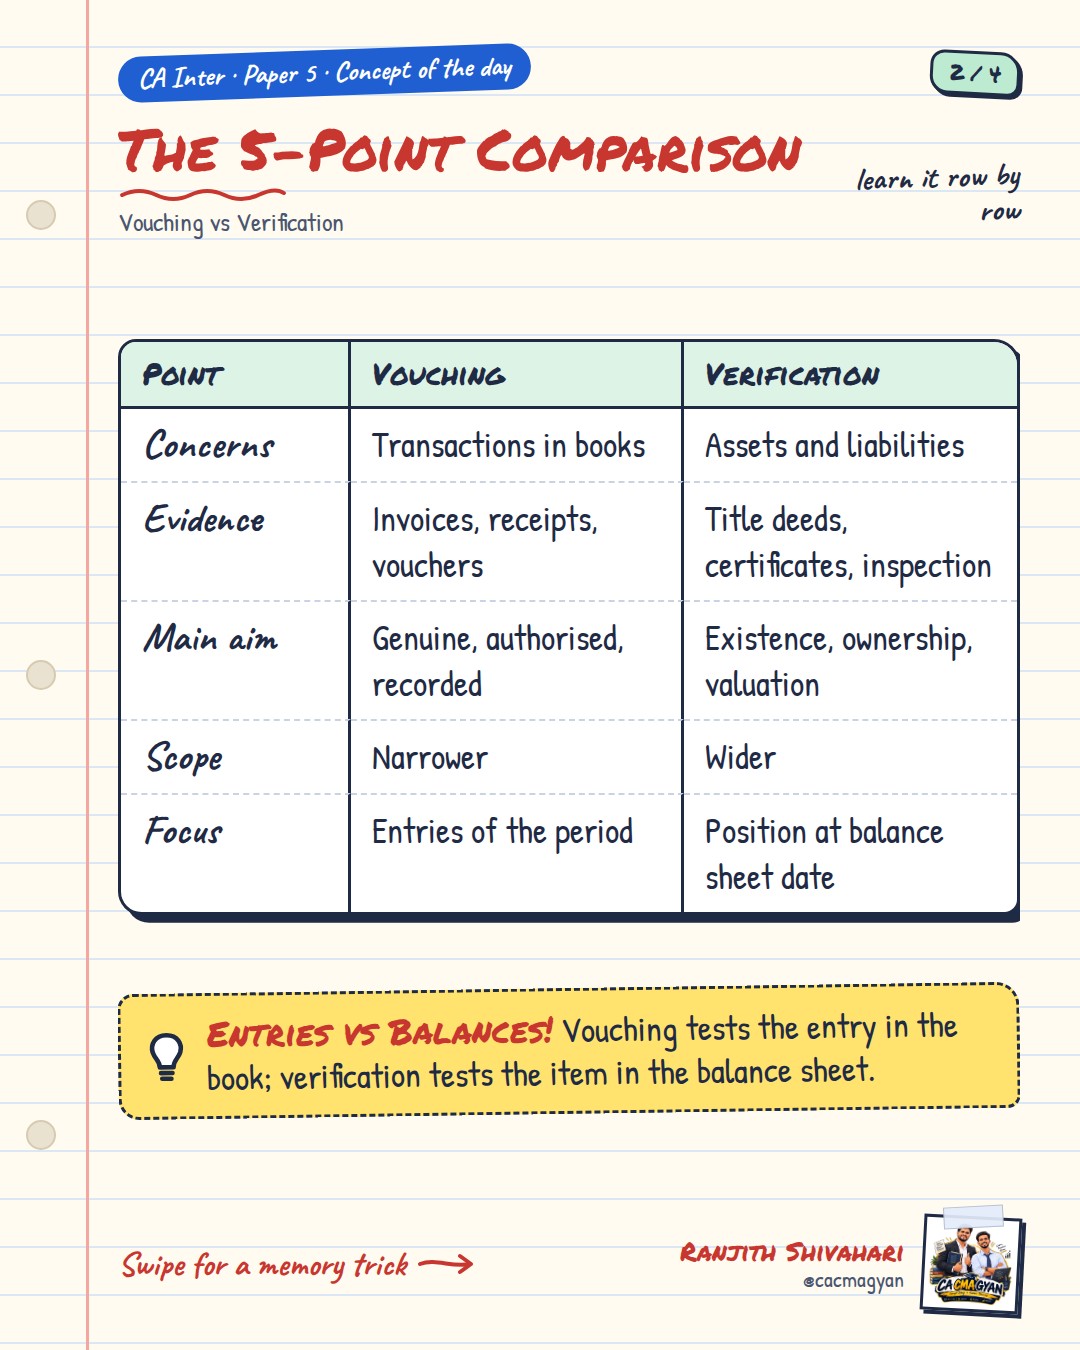 CA Inter · Paper 5 · Concept of the day
2/4
The 5-Point Comparison
learn it row by
row
Vouching vs Verification
Point Vouching Verification
Concerns Transactions in books Assets and liabilities
Evidence Invoices, receipts, Title deeds,
vouchers certificates, inspection
Main aim Genuine, authorised, Existence, ownership,
recorded valuation
Scope Narrower Wider
Focus Entries of the period Position at balance
sheet date
Entries vs Balances! Vouching tests the entry in the
book; verification tests the item in the balance sheet.
Swipe for a memory trick
Ranjith Shivahari
@cacmagyan
CA CMA GYAN